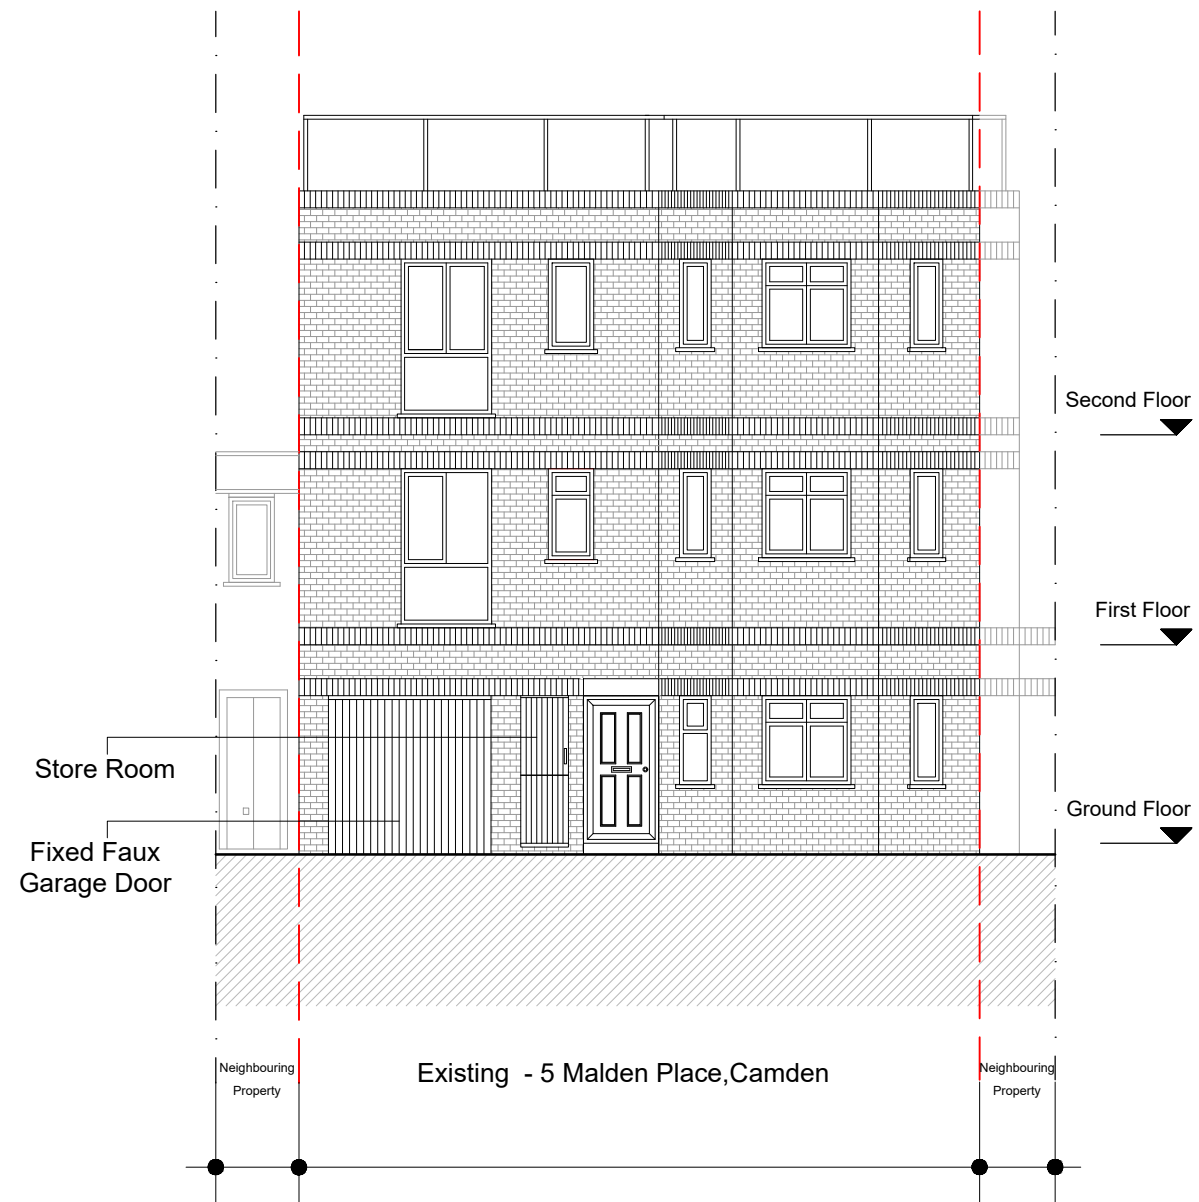 Second Floor
First Floor
Store Room
Ground Floor
Fixed Faux
Garage Door
Neighbouring
Property
Existing - 5 Malden Place,Camden
Neighbouring
Property